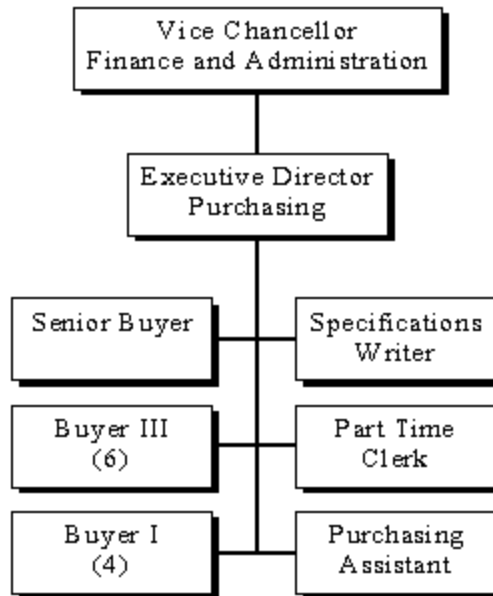 Vice Chancellor
Finance and Administration
Executive Director
Purchasing
Senior Buyer
Specifications
Writer
Buyer III
(6)
Part Time
Clerk
Buyer I
(4)
Purchasing
Assistant